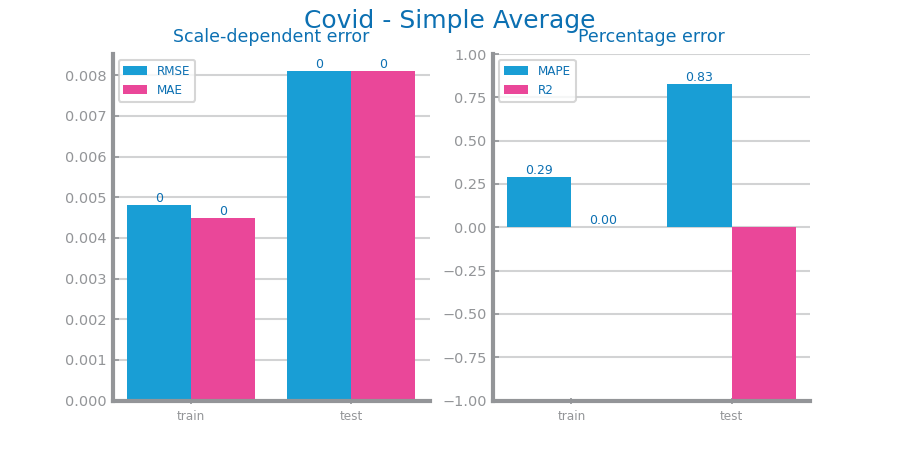 Covid - Simple Average
Scale-dependent error
RMSE
MAE
0
0
0
0
0.008
0.007
0.006
0.005
0.004
0.003
0.002
0.001
0.000
train
test
Percentage error
MAPE
R2
0.29
0.00
0.83
1.00
0.75
0.50
0.25
0.00
−0.25
−0.50
−0.75
−1.00
train
test